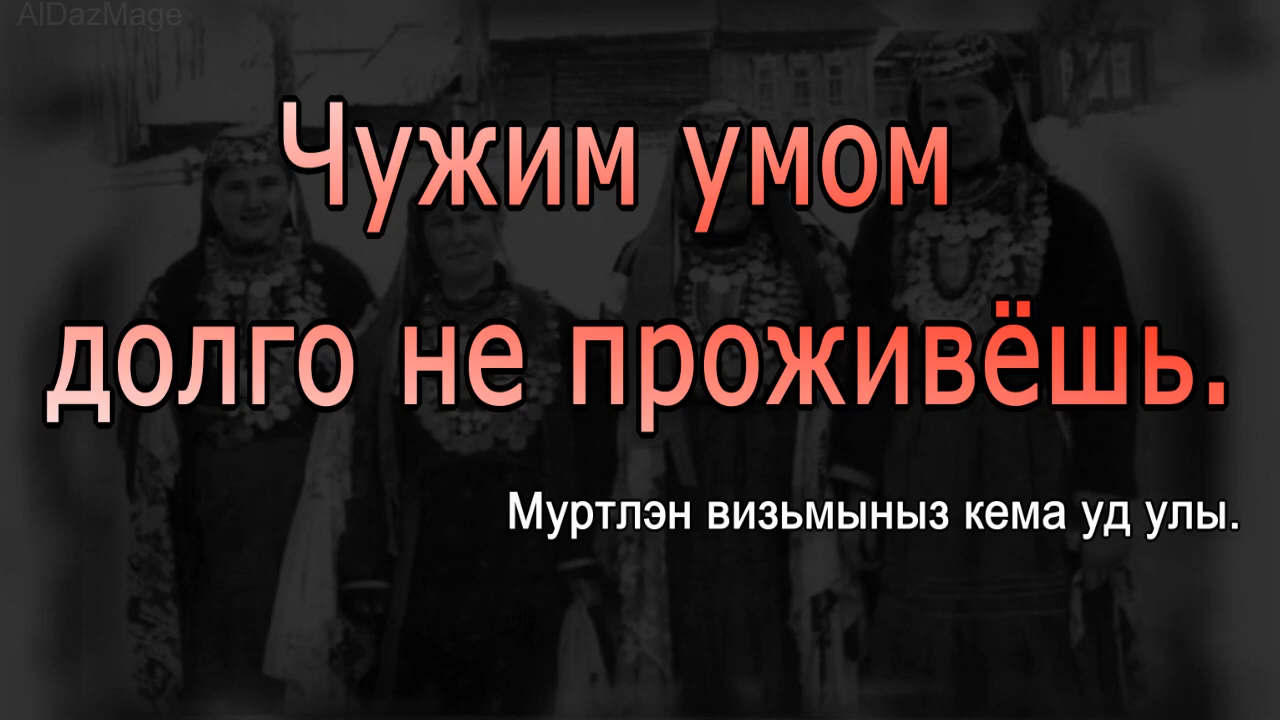 AlDazMage
Чужим умом
долго не проживёшь.
Муртлэн визьмыныз кема уд улы.